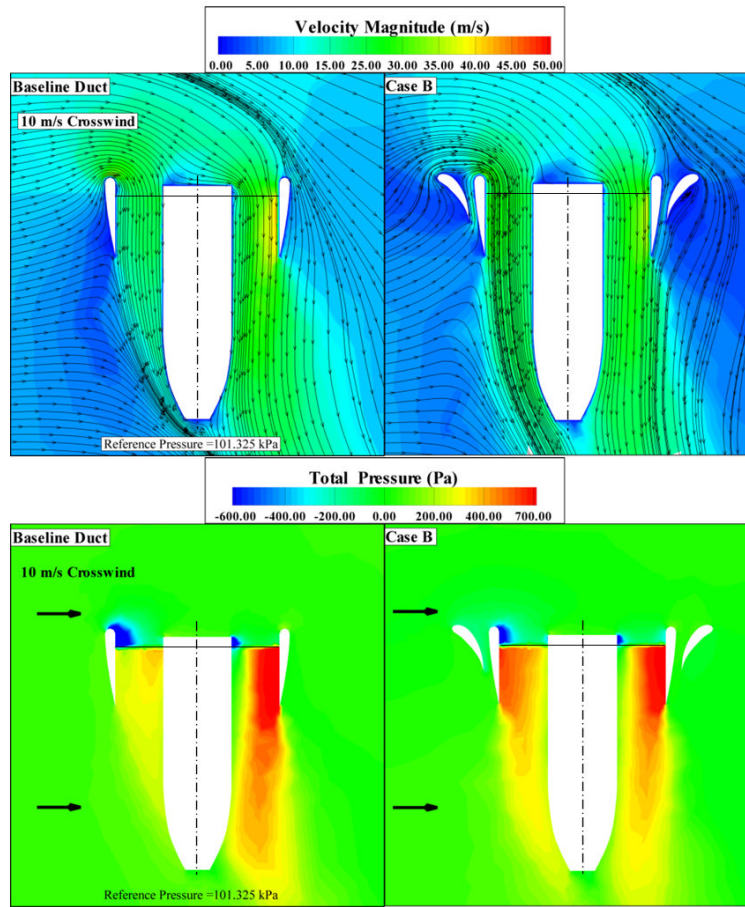 Velocity Magnitude (m/s)
0.00 5.00 10.00 15.00 20.00 25.00 30.00 35.00 40.00 45.00 50.00
Baseline Duct
Case B
10 m/s Crosswind
Reference Pressure =101.325 kPa
Total Pressure (Pa)
-600.00 -400.00 -200.00 0.00 200.00 400.00 700.00
Baseline Duct
Case B
10 m/s Crosswind
Reference Pressure =101.325 kPa